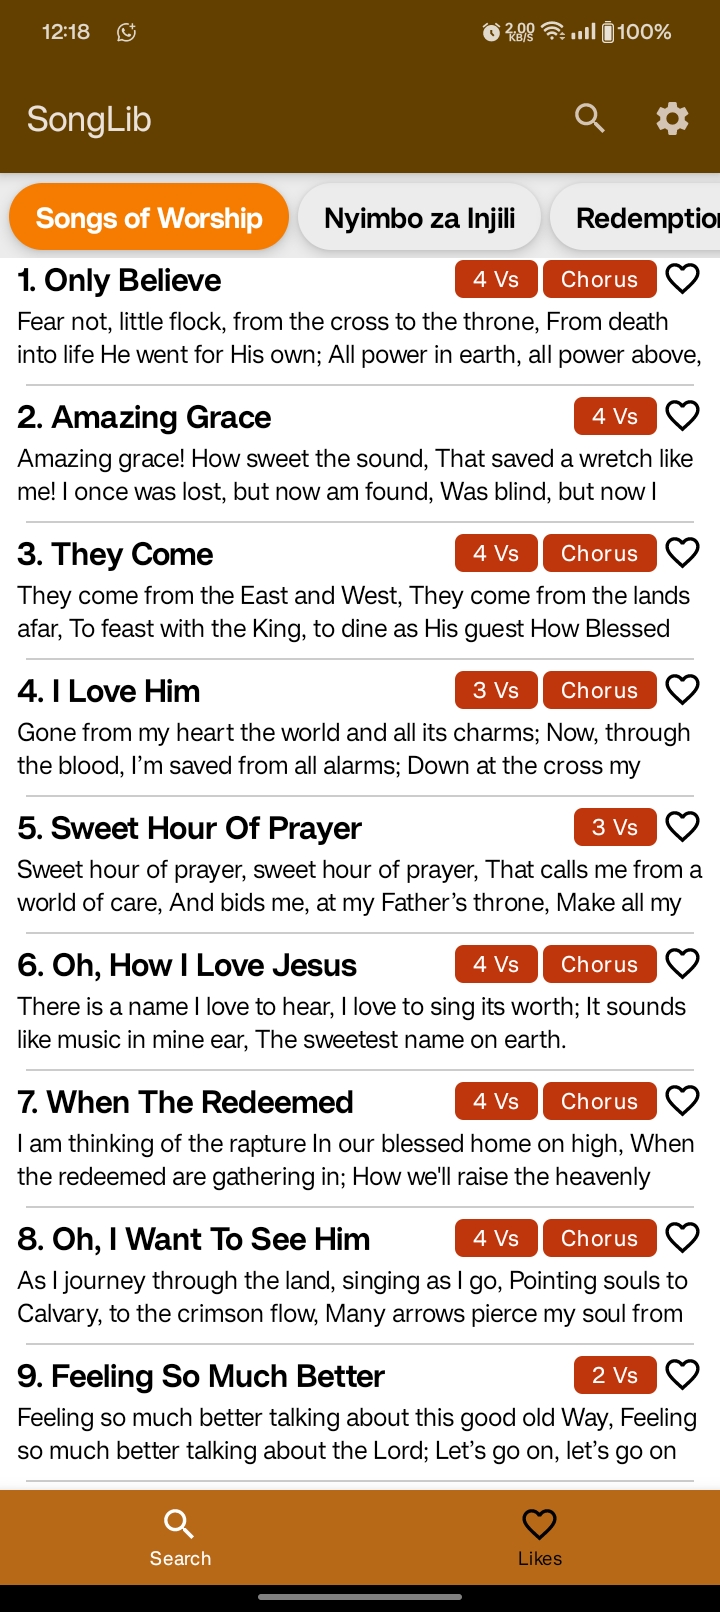 12:18
2.00 KB/S
100%
SongLib
Songs of Worship
Nyimbo za Injili
Redemption
1. Only Believe
4 Vs
Chorus
Fear not, little flock, from the cross to the throne, From death
into life He went for His own; All power in earth, all power above,
2. Amazing Grace
4 Vs
Amazing grace! How sweet the sound, That saved a wretch like
me! I once was lost, but now am found, Was blind, but now I
3. They Come
4 Vs
Chorus
They come from the East and West, They come from the lands
afar, To feast with the King, to dine as His guest How Blessed
4. I Love Him
3 Vs
Chorus
Gone from my heart the world and all its charms; Now, through
the blood, I’m saved from all alarms; Down at the cross my
5. Sweet Hour Of Prayer
3 Vs
Sweet hour of prayer, sweet hour of prayer, That calls me from a
world of care, And bids me, at my Father’s throne, Make all my
6. Oh, How I Love Jesus
4 Vs
Chorus
There is a name I love to hear, I love to sing its worth; It sounds
like music in mine ear, The sweetest name on earth.
7. When The Redeemed
4 Vs
Chorus
I am thinking of the rapture In our blessed home on high, When
the redeemed are gathering in; How we'll raise the heavenly
8. Oh, I Want To See Him
4 Vs
Chorus
As I journey through the land, singing as I go, Pointing souls to
Calvary, to the crimson flow, Many arrows pierce my soul from
9. Feeling So Much Better
2 Vs
Feeling so much better talking about this good old Way, Feeling
so much better talking about the Lord; Let’s go on, let’s go on
Search
Likes